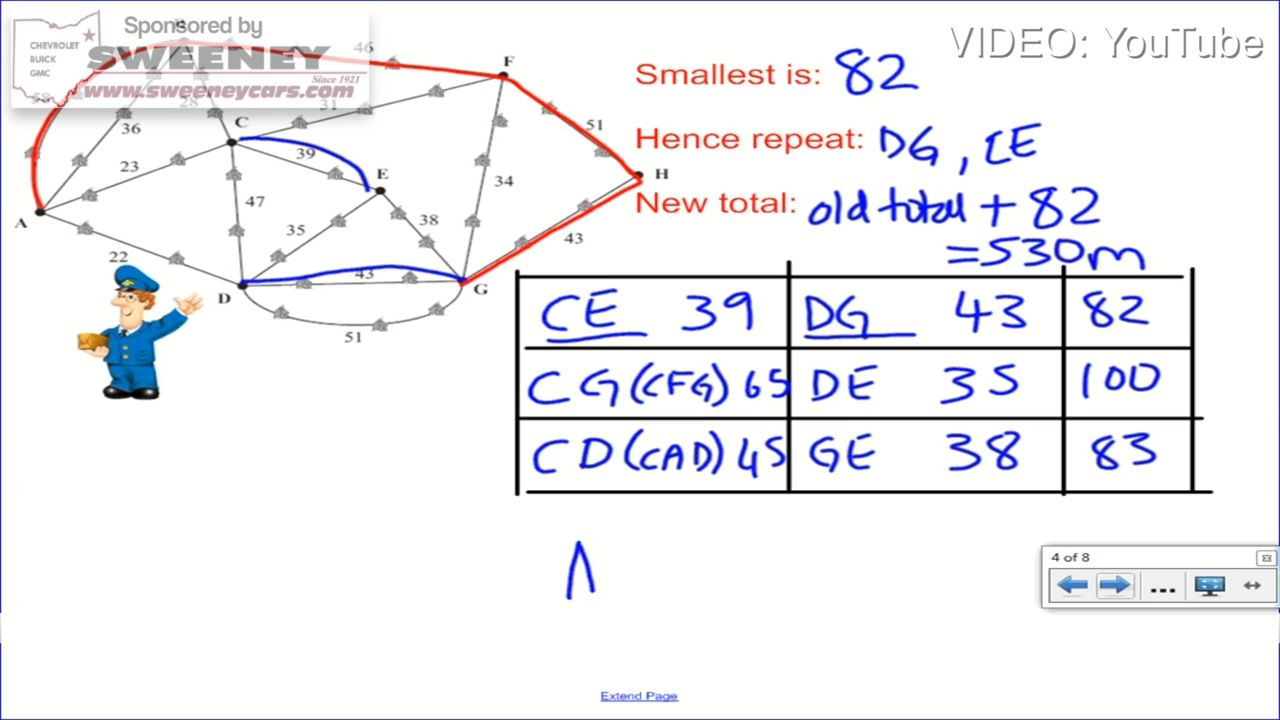 Sponsored by
SWEENEY
Since 1921
www.sweeneycars.com
CHEVROLET
BUICK
GMC
VIDEO: YouTube
46
F
58
28
31
36
C
51
23
39
E
H
34
A
47
35
38
43
22
43
D
G
51
Smallest is: 82
Hence repeat: DG, CE
New total: old total + 82
=530m
CE 39 DG 43 82
CG(CFG) 65 DE 35 100
CD(CAD) 45 GE 38 83
4 of 8
...
Extend Page